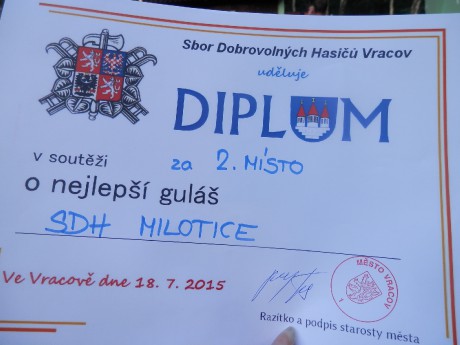 Sbor Dobrovolných Hasičů Vracov
uděluje
DIPLOM
v soutěži za 2. MÍSTO
o nejlepší guláš
SDH MILOTICE
Ve Vracově dne 18. 7. 2015
MĚSTO VRACOV
1
Razítko a podpis starosty města